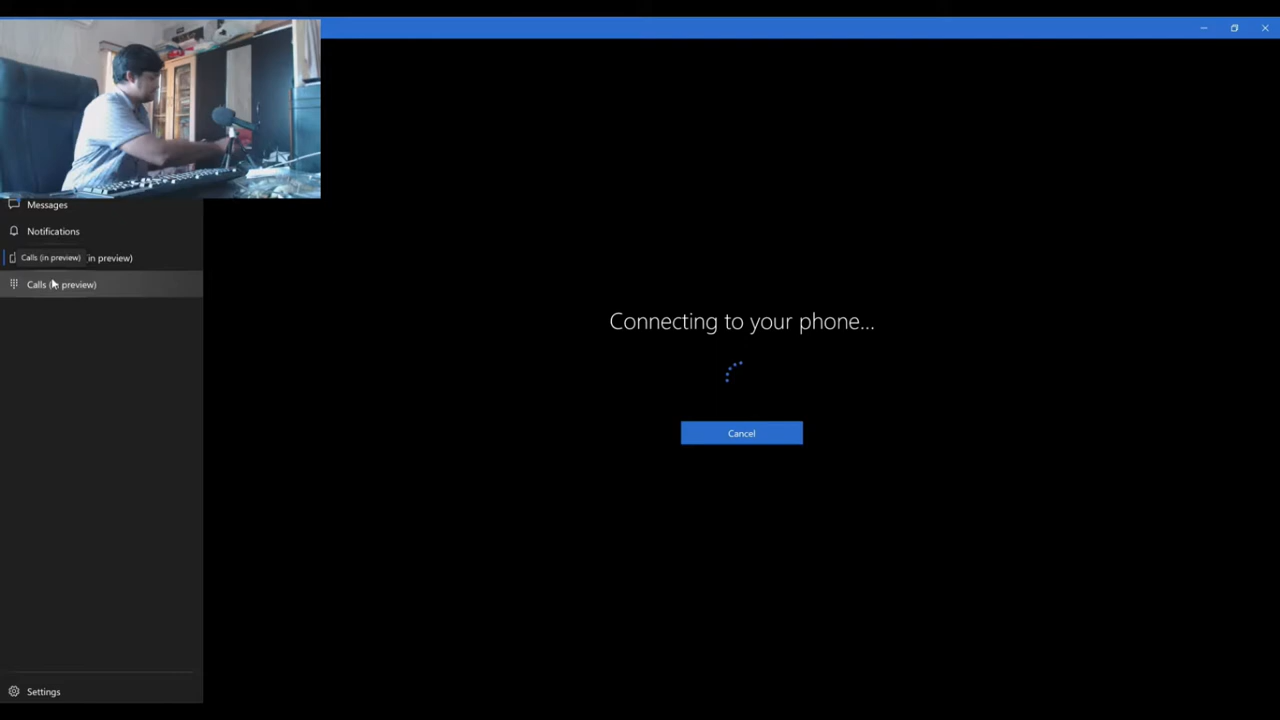 Messages
Notifications
Calls (in preview)
in preview)
Calls (in preview)
Connecting to your phone...
Cancel
Settings